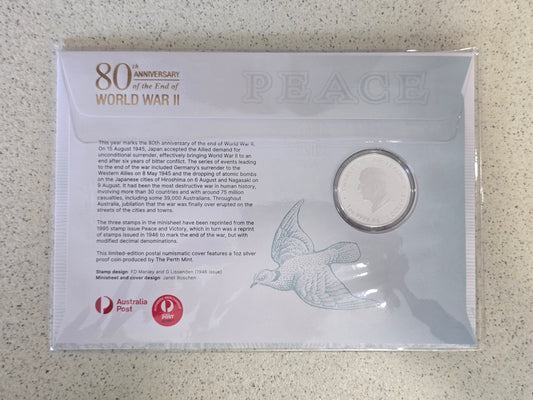 80th ANNIVERSARY
of the End of
WORLD WAR II
PEACE
This year marks the 80th anniversary of the end of World War II.
On 15 August 1945, Japan accepted the Allied demand for
unconditional surrender, effectively bringing World War II to an
end after six years of bitter conflict. The series of events leading
to the end of the war included Germany's surrender to the
Western Allies on 8 May 1945 and the dropping of atomic bombs
on the Japanese cities of Hiroshima on 6 August and Nagasaki on
9 August. It had been the most destructive war in human history,
involving more than 30 countries and with around 75 million
casualties, including some 39,000 Australians. Throughout
Australia, jubilation that the war was finally over erupted on the
streets of the cities and towns.
The three stamps in the minisheet have been reprinted from the
1995 stamp issue Peace and Victory, which in turn was a reprint
of stamps issued in 1946 to mark the end of the war, but with
modified decimal denominations.
This limited-edition postal numismatic cover features a 1oz silver
proof coin produced by The Perth Mint.
Stamp design: FD Manley and G Lissenden (1946 issue)
Minisheet and cover design: Janet Boschen
Australia
Post
POST